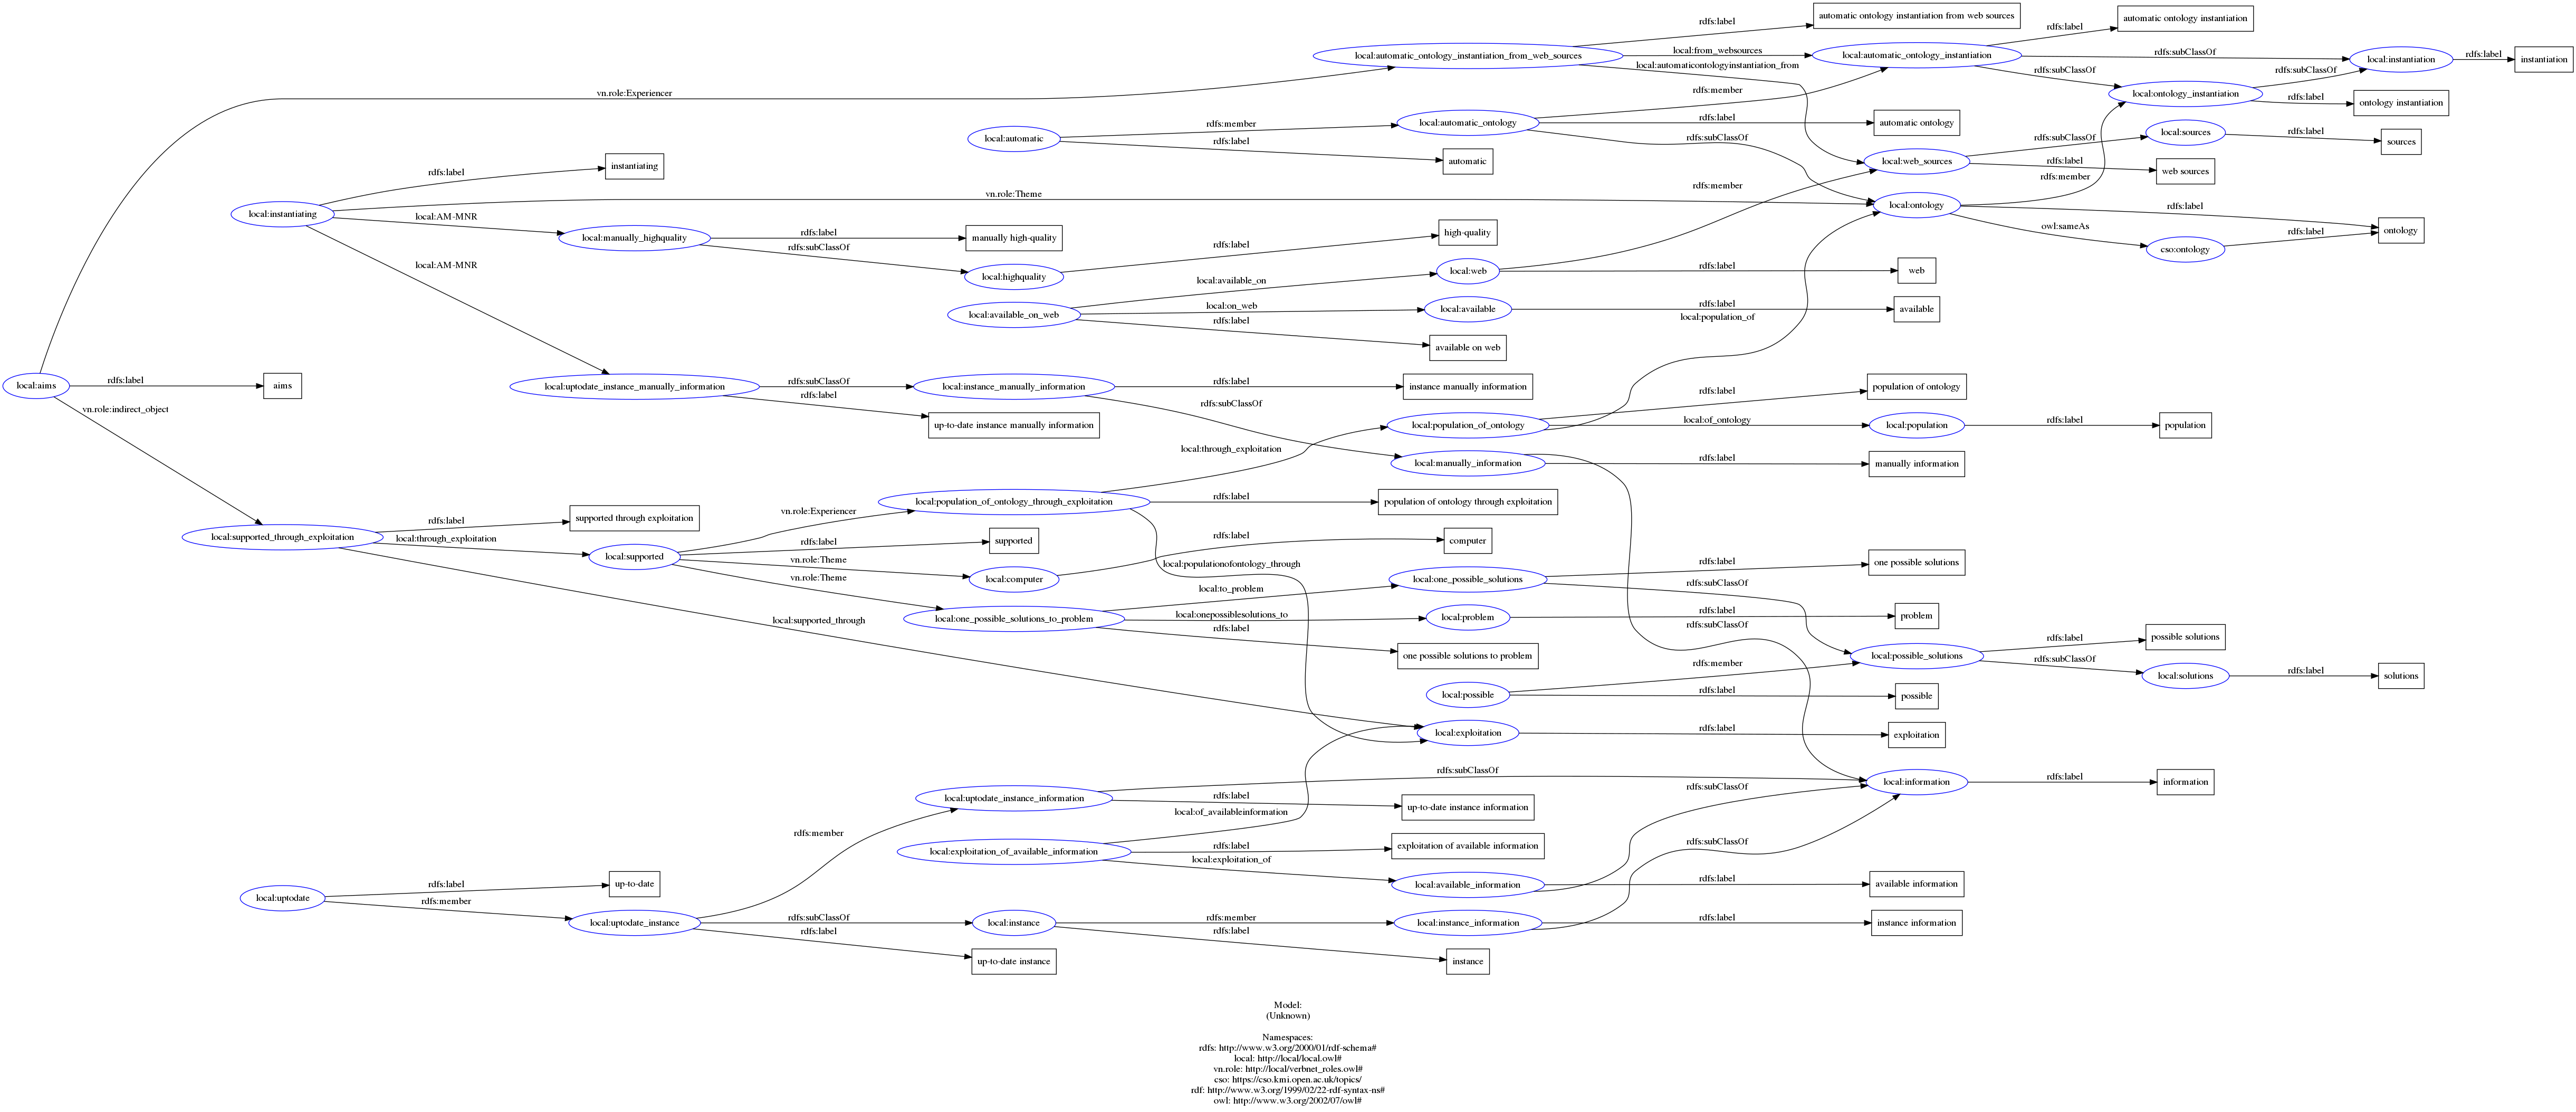 rdfs:label
automatic ontology instantiation from web sources
rdfs:label
automatic ontology instantiation
local:automatic_ontology_instantiation_from_web_sources
local:from_websources
local:automatic_ontology_instantiation
rdfs:subClassOf
local:instantiation
rdfs:label
instantiation
local:automaticontologyinstantiation_from
rdfs:subClassOf
rdfs:subClassOf
vn.role:Experiencer
rdfs:member
local:ontology_instantiation
rdfs:label
ontology instantiation
local:automatic
rdfs:member
local:automatic_ontology
rdfs:label
automatic ontology
rdfs:label
automatic
rdfs:subClassOf
rdfs:subClassOf
local:sources
rdfs:label
sources
local:web_sources
rdfs:label
web sources
rdfs:label
instantiating
rdfs:member
rdfs:member
local:instantiating
vn.role:Theme
local:ontology
rdfs:label
ontology
local:AM-MNR
local:manually_highquality
rdfs:label
manually high-quality
rdfs:label
high-quality
owl:sameAs
cso:ontology
rdfs:label
rdfs:subClassOf
local:highquality
local:AM-MNR
local:available_on
local:web
rdfs:label
web
local:available_on_web
local:on_web
local:available
rdfs:label
available
rdfs:label
available on web
local:population_of
local:aims
rdfs:label
aims
local:uptodate_instance_manually_information
rdfs:subClassOf
local:instance_manually_information
rdfs:label
instance manually information
rdfs:label
up-to-date instance manually information
rdfs:subClassOf
rdfs:label
population of ontology
vn.role:indirect_object
local:population_of_ontology
local:of_ontology
local:population
rdfs:label
population
local:through_exploitation
local:manually_information
rdfs:label
manually information
local:population_of_ontology_through_exploitation
rdfs:label
population of ontology through exploitation
vn.role:Experiencer
rdfs:label
supported through exploitation
local:supported_through_exploitation
local:through_exploitation
local:supported
rdfs:label
supported
rdfs:label
computer
vn.role:Theme
local:computer
local:populationofontology_through
vn.role:Theme
local:one_possible_solutions
rdfs:label
one possible solutions
rdfs:subClassOf
local:to_problem
local:one_possible_solutions_to_problem
local:onepossiblesolutions_to
local:problem
rdfs:label
problem
rdfs:label
one possible solutions to problem
local:supported_through
rdfs:subClassOf
local:possible_solutions
rdfs:label
possible solutions
rdfs:subClassOf
local:solutions
rdfs:label
solutions
rdfs:member
local:possible
rdfs:label
possible
local:exploitation
rdfs:label
exploitation
rdfs:subClassOf
local:information
rdfs:label
information
local:uptodate_instance_information
rdfs:label
up-to-date instance information
rdfs:subClassOf
local:of_availableinformation
rdfs:member
local:exploitation_of_available_information
rdfs:label
exploitation of available information
rdfs:subClassOf
local:exploitation_of
local:available_information
rdfs:label
available information
local:uptodate
rdfs:label
up-to-date
rdfs:member
local:uptodate_instance
rdfs:subClassOf
local:instance
rdfs:member
local:instance_information
rdfs:label
instance information
rdfs:label
up-to-date instance
rdfs:label
instance
Model:
(Unknown)
Namespaces:
rdfs: http://www.w3.org/2000/01/rdf-schema#
local: http://local/local.owl#
vn.role: http://local/verbnet_roles.owl#
cso: https://cso.kmi.open.ac.uk/topics/
rdf: http://www.w3.org/1999/02/22-rdf-syntax-ns#
owl: http://www.w3.org/2002/07/owl#